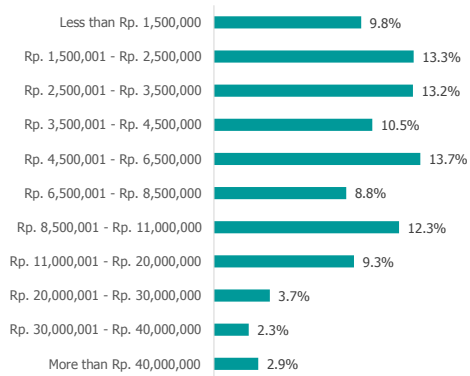 Less than Rp. 1,500,000 9.8%
Rp. 1,500,001 - Rp. 2,500,000 13.3%
Rp. 2,500,001 - Rp. 3,500,000 13.2%
Rp. 3,500,001 - Rp. 4,500,000 10.5%
Rp. 4,500,001 - Rp. 6,500,000 13.7%
Rp. 6,500,001 - Rp. 8,500,000 8.8%
Rp. 8,500,001 - Rp. 11,000,000 12.3%
Rp. 11,000,001 - Rp. 20,000,000 9.3%
Rp. 20,000,001 - Rp. 30,000,000 3.7%
Rp. 30,000,001 - Rp. 40,000,000 2.3%
More than Rp. 40,000,000 2.9%